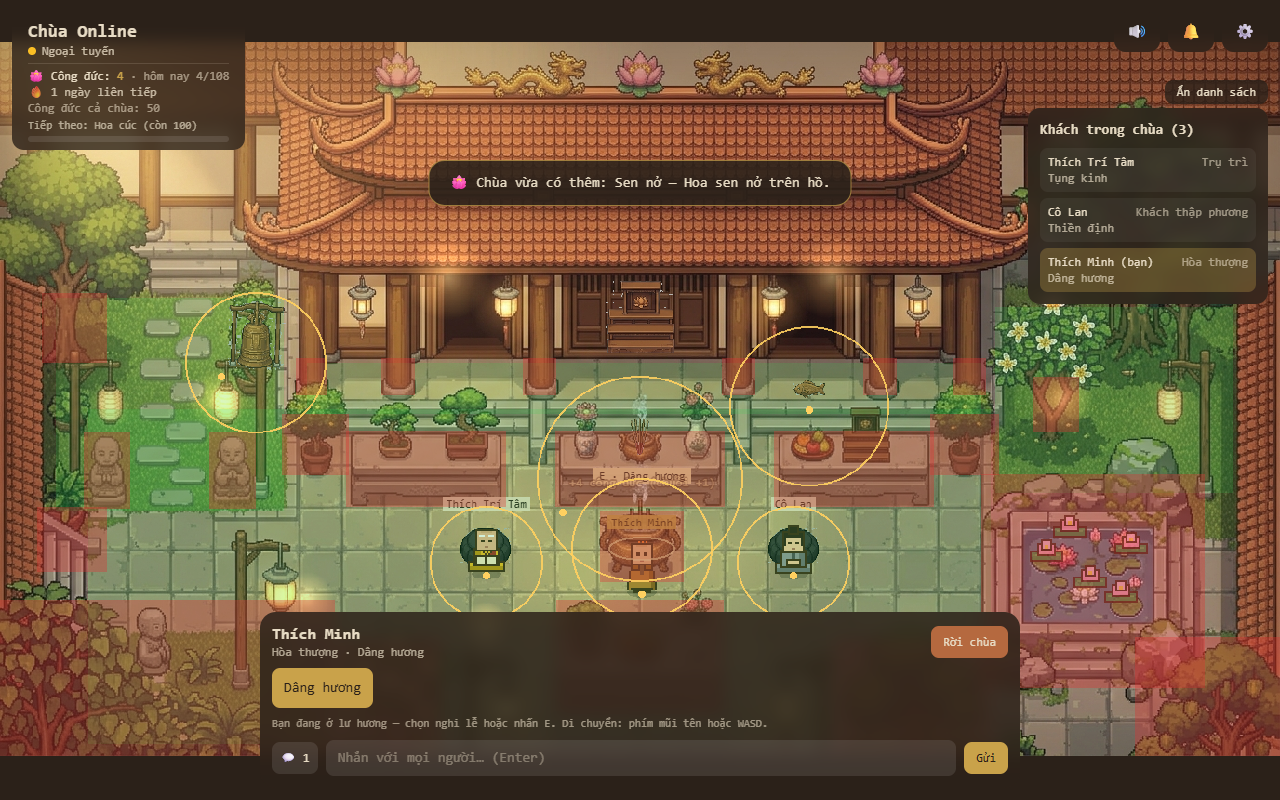 Chùa Online
Ngoại tuyến
Công đức: 4 · hôm nay 4/108
1 ngày liên tiếp
Công đức cả chùa: 50
Tiếp theo: Hoa cúc (còn 100)
Ẩn danh sách
Khách trong chùa (3)
Thích Trí Tâm Trụ trì
Tụng kinh
Cô Lan Khách thập phương
Thiền định
Thích Minh (bạn) Hòa thượng
Dâng hương
Chùa vừa có thêm: Sen nở — Hoa sen nở trên hồ.
E · Dâng hương
Thích Trí Tâm
Cô Lan
Thích Minh
Thích Minh
Hòa thượng · Dâng hương
Rời chùa
Dâng hương
Bạn đang ở lư hương — chọn nghi lễ hoặc nhấn E. Di chuyển: phím mũi tên hoặc WASD.
1
Nhắn với mọi người… (Enter)
Gửi